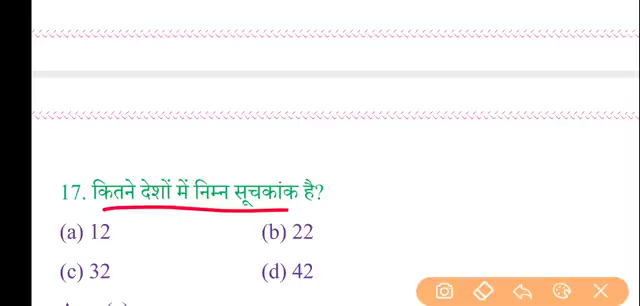 17. कितने देशों में निम्न सूचकांक है?
(a) 12 (b) 22
(c) 32 (d) 42